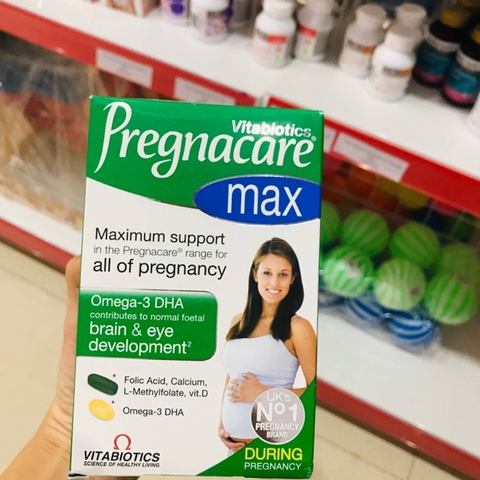 Vitabiotics®
Pregnacare®
max
Maximum support
in the Pregnacare® range for
all of pregnancy
Omega-3 DHA
contributes to normal foetal
brain & eye
development²
Folic Acid, Calcium,
L-Methylfolate, vit.D
Omega-3 DHA
UK's
Nº1
PREGNANCY
BRAND
VITABIOTICS
SCIENCE OF HEALTHY LIVING
DURING
PREGNANCY